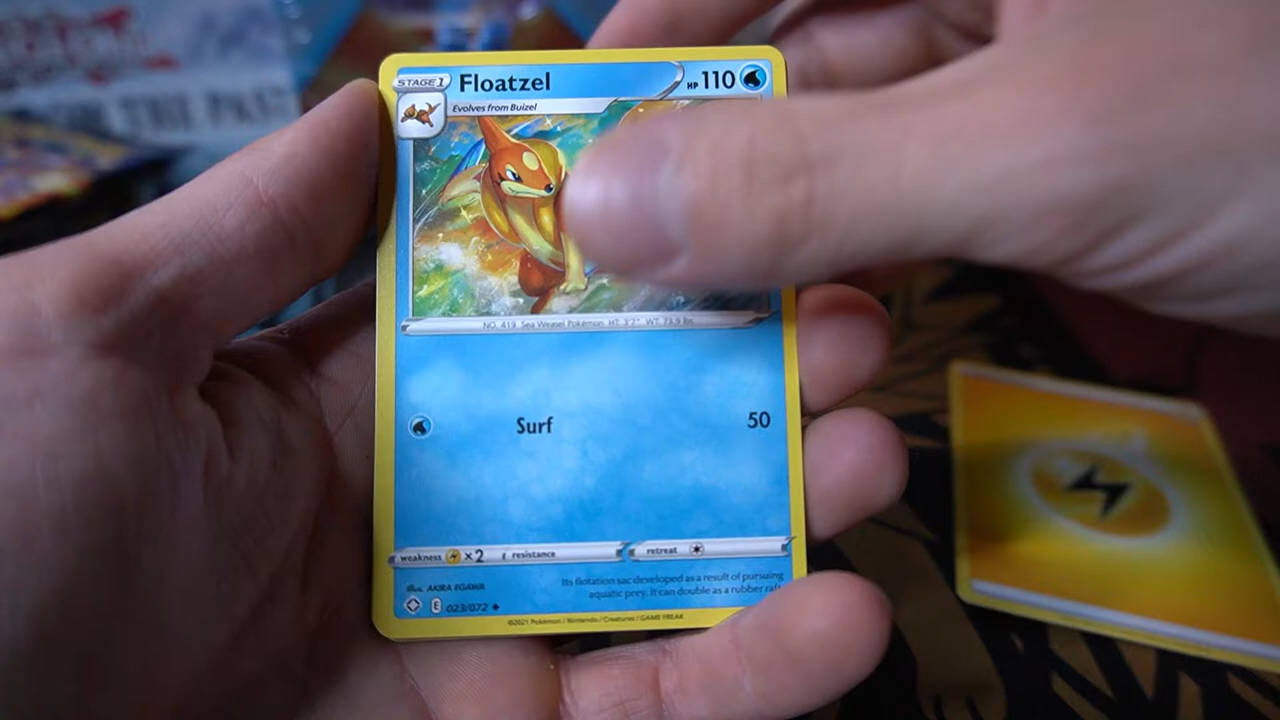 THE PAST
STAGE 1 Floatzel HP 110
Evolves from Buizel
NO. 419 Sea Weasel Pokémon HT: 3'7" WT: 73.9 lbs
Surf 50
weakness ×2 resistance retreat
Illus. AKIRA EGAWA
Its flotation sac developed as a result of pursuing
aquatic prey. It can double as a rubber raft
E 023/072
©2021 Pokémon / Nintendo / Creatures / GAME FREAK